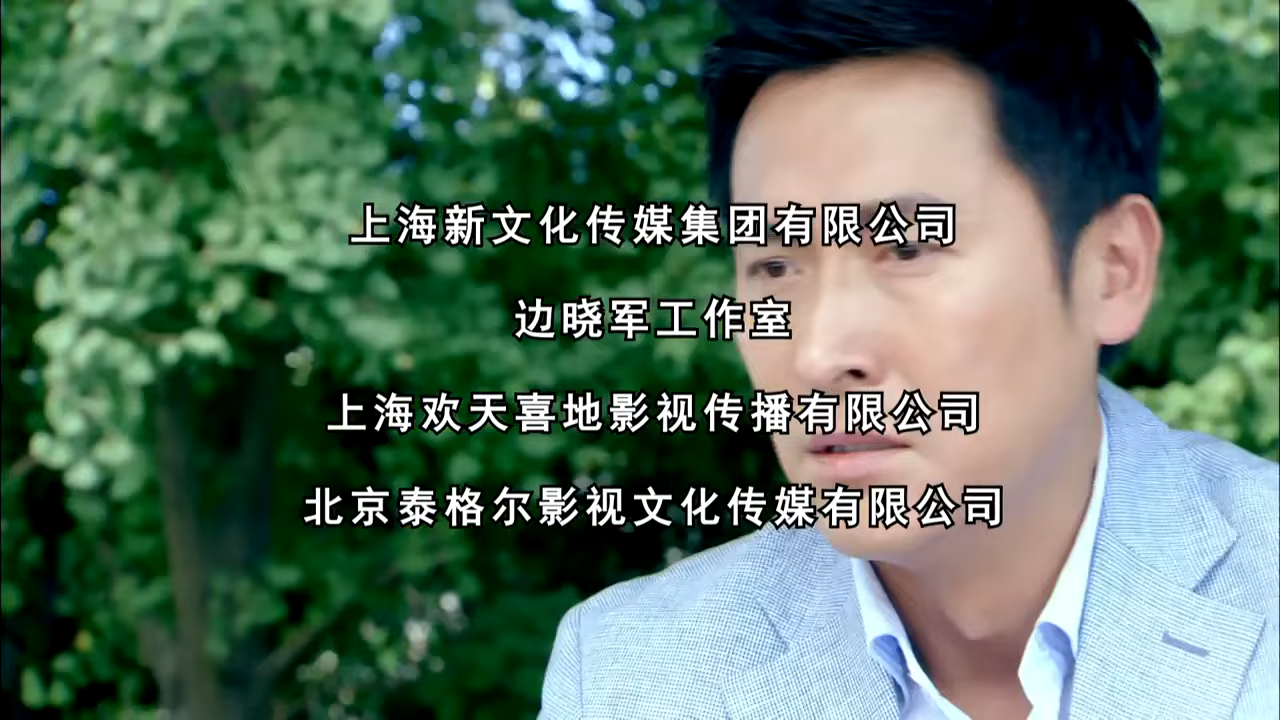 上海新文化传媒集团有限公司
边晓军工作室
上海欢天喜地影视传播有限公司
北京泰格尔影视文化传媒有限公司